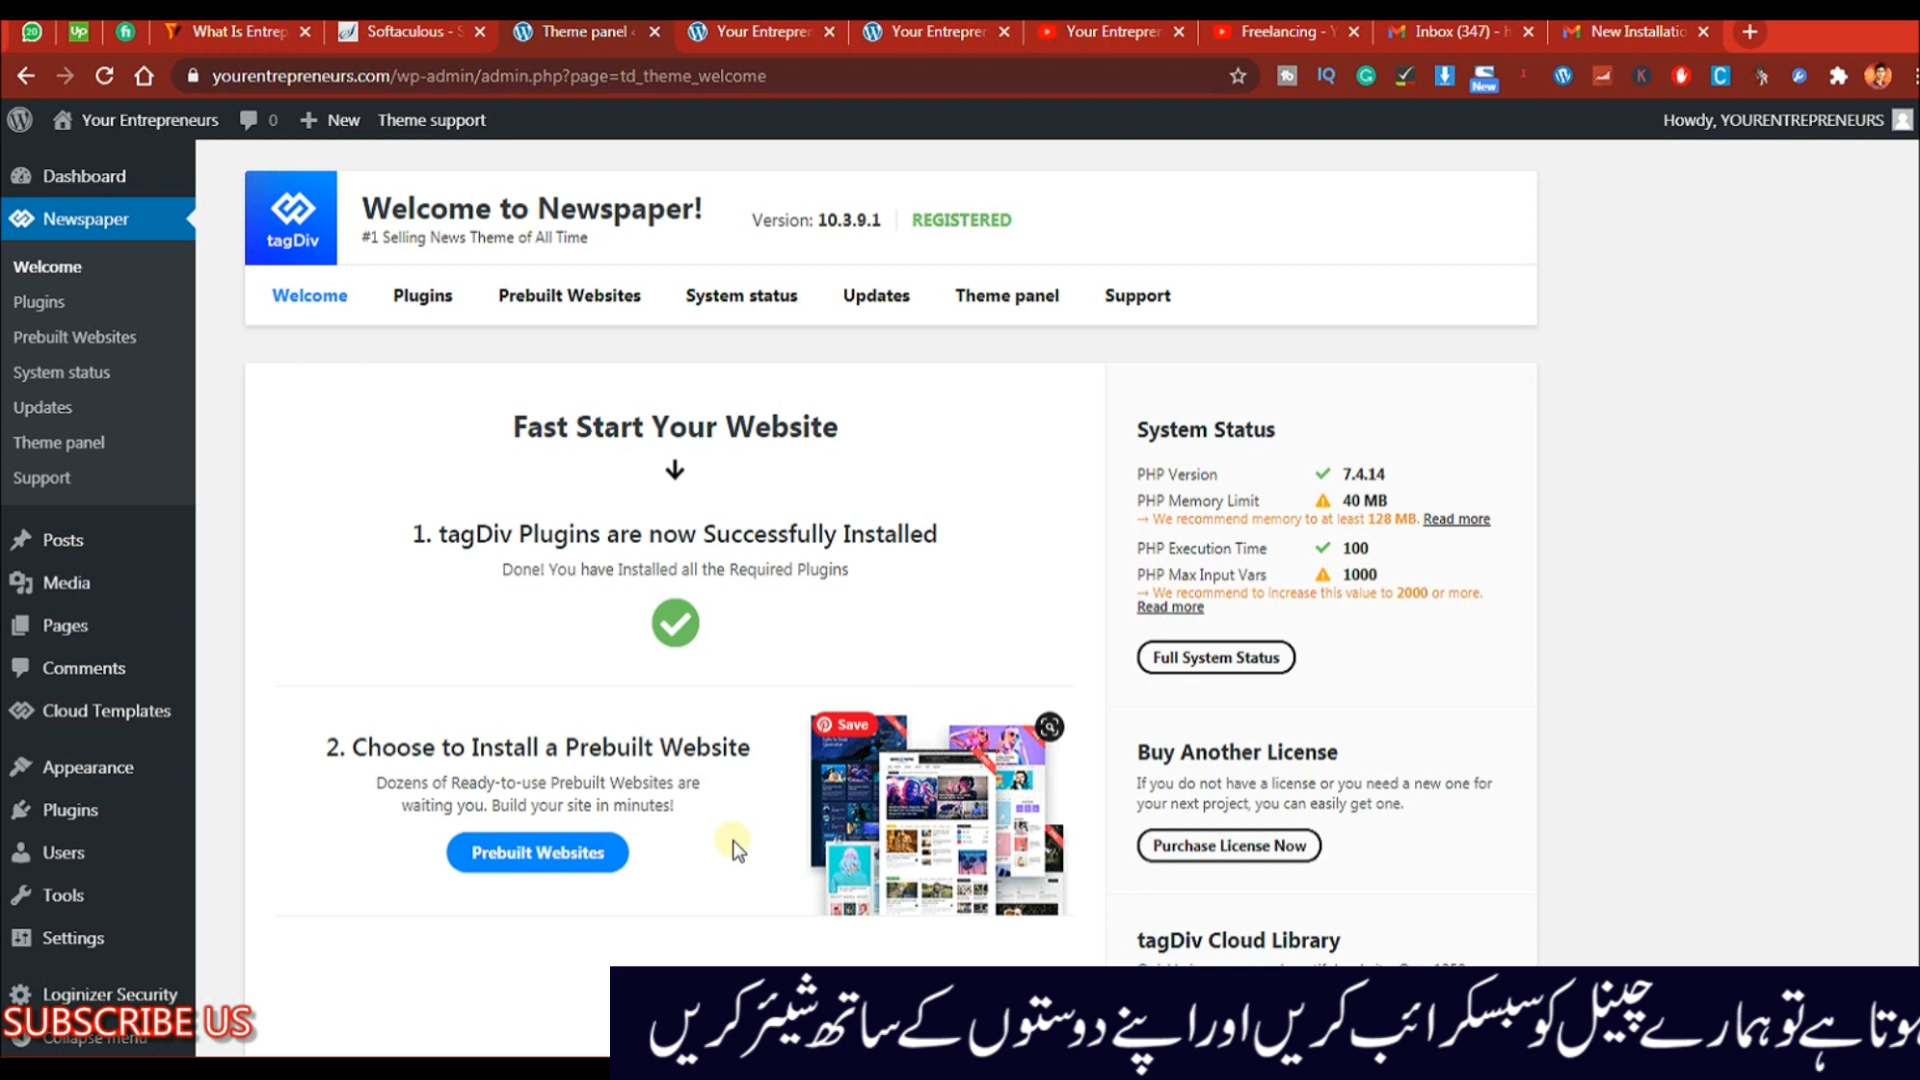 What Is Entrep
Softaculous - S
Theme panel
Your Entreprer
Your Entreprer
Your Entreprer
Freelancing - Y
Inbox (347) - h
New Installatio
yourentrepreneurs.com/wp-admin/admin.php?page=td_theme_welcome
New
Your Entrepreneurs
0
New
Theme support
Howdy, YOURENTREPRENEURS
Dashboard
Newspaper
Welcome
Plugins
Prebuilt Websites
System status
Updates
Theme panel
Support
Posts
Media
Pages
Comments
Cloud Templates
Appearance
Plugins
Users
Tools
Settings
Loginizer Security
Collapse menu
SUBSCRIBE US
tagDiv
Welcome to Newspaper!
#1 Selling News Theme of All Time
Version: 10.3.9.1
REGISTERED
Welcome
Plugins
Prebuilt Websites
System status
Updates
Theme panel
Support
Fast Start Your Website
1. tagDiv Plugins are now Successfully Installed
Done! You have Installed all the Required Plugins
2. Choose to Install a Prebuilt Website
Dozens of Ready-to-use Prebuilt Websites are
waiting you. Build your site in minutes!
Prebuilt Websites
Save
System Status
PHP Version 7.4.14
PHP Memory Limit 40 MB
→ We recommend memory to at least 128 MB. Read more
PHP Execution Time 100
PHP Max Input Vars 1000
→ We recommend to increase this value to 2000 or more.
Read more
Full System Status
Buy Another License
If you do not have a license or you need a new one for
your next project, you can easily get one.
Purchase License Now
tagDiv Cloud Library
ہوتا ہے تو ہمارے چینل کو سبسکرائب کریں اور اپنے دوستوں کے ساتھ شیئر کریں